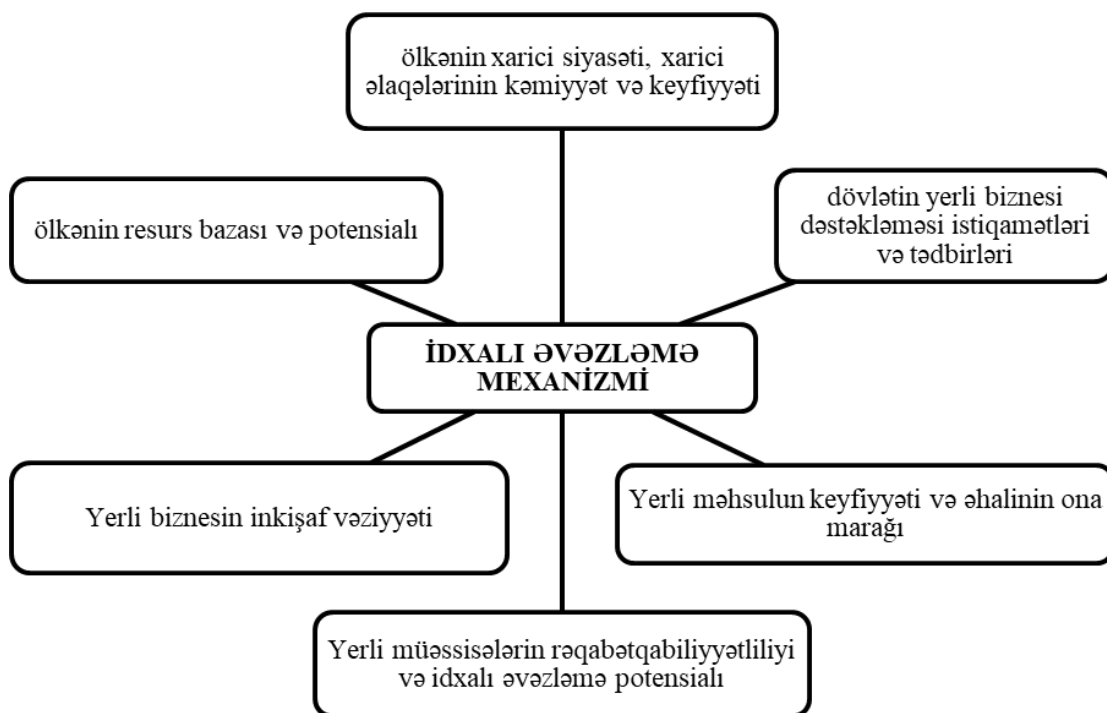 ölkənin xarici siyasəti, xarici
əlaqələrinin kəmiyyət və keyfiyyəti
ölkənin resurs bazası və potensialı
dövlətin yerli biznesi
dəstəkləməsi istiqamətləri
və tədbirləri
İDXALI ƏVƏZLƏMƏ
MEXANİZMİ
Yerli biznesin inkişaf vəziyyəti
Yerli məhsulun keyfiyyəti və əhalinin ona
marağı
Yerli müəssisələrin rəqabətqabiliyyətliliyi
və idxalı əvəzləmə potensialı